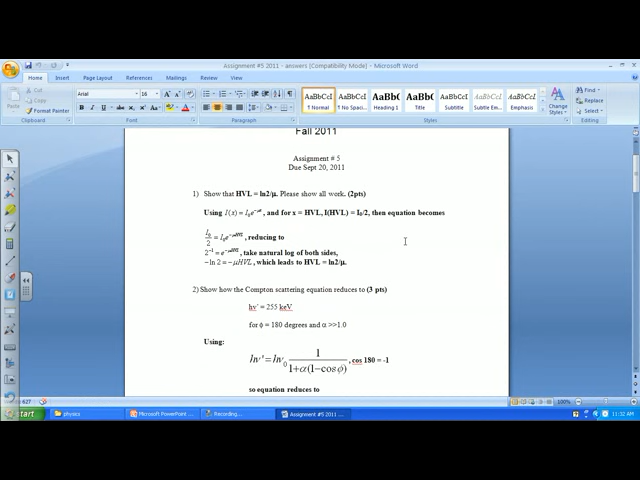 Assignment #5 2011 - answers [Compatibility Mode] - Microsoft Word
Home Insert Page Layout References Mailings Review View
Cut
Copy
Paste
Format Painter
Arial 16
AaBbCcI AaBbCcI AaBbC AaBbC AaBbCcI AaBbCcI AaBbCcI
¶ Normal ¶ No Spaci... Heading 1 Title Subtitle Subtle Em... Emphasis
Change Styles
Find
Replace
Select
Clipboard Font Paragraph Styles Editing
Fall 2011
Assignment # 5
Due Sept 20, 2011
1) Show that HVL = ln2/μ. Please show all work. (2pts)
Using I(x) = I₀e^-μx, and for x = HVL, I(HVL) = I₀/2, then equation becomes
I₀/2 = I₀e^-μHVL, reducing to
2⁻¹ = e^-μHVL, take natural log of both sides,
-ln 2 = -μHVL, which leads to HVL = ln2/μ.
2) Show how the Compton scattering equation reduces to (3 pts)
hv' = 255 keV
for ϕ = 180 degrees and α >>1.0
Using:
hv' = hv₀ 1/(1+α(1-cosϕ)), cos 180 = -1
so equation reduces to
627
100%
start physics Microsoft PowerPoint ... Recording... Assignment #5 2011 ... 11:32 AM